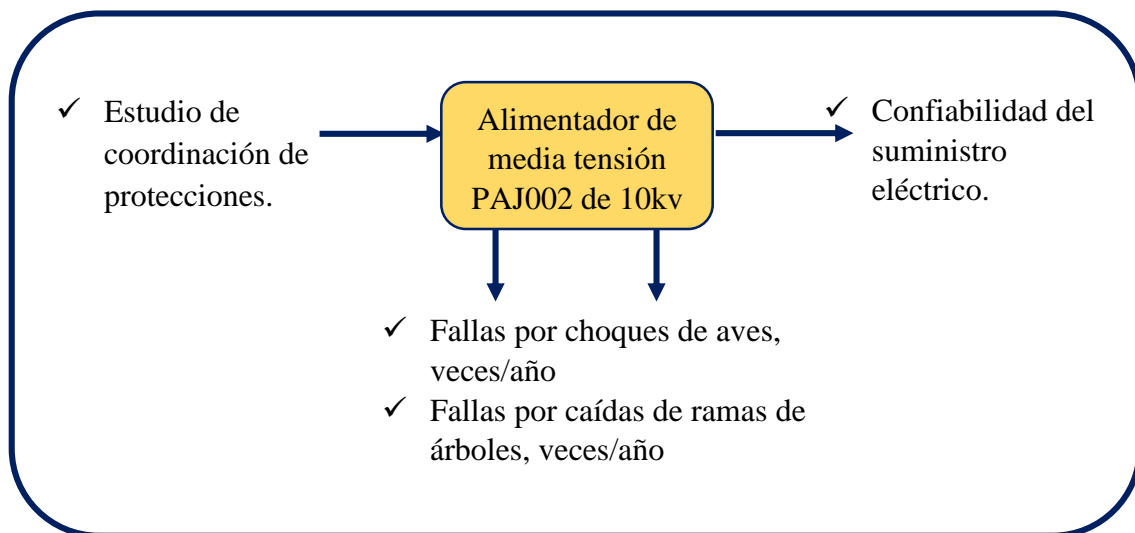 ✓ Estudio de
coordinación de
protecciones.
Alimentador de
media tensión
PAJ002 de 10kv
✓ Confiabilidad del
suministro
eléctrico.
✓ Fallas por choques de aves,
veces/año
✓ Fallas por caídas de ramas de
árboles, veces/año